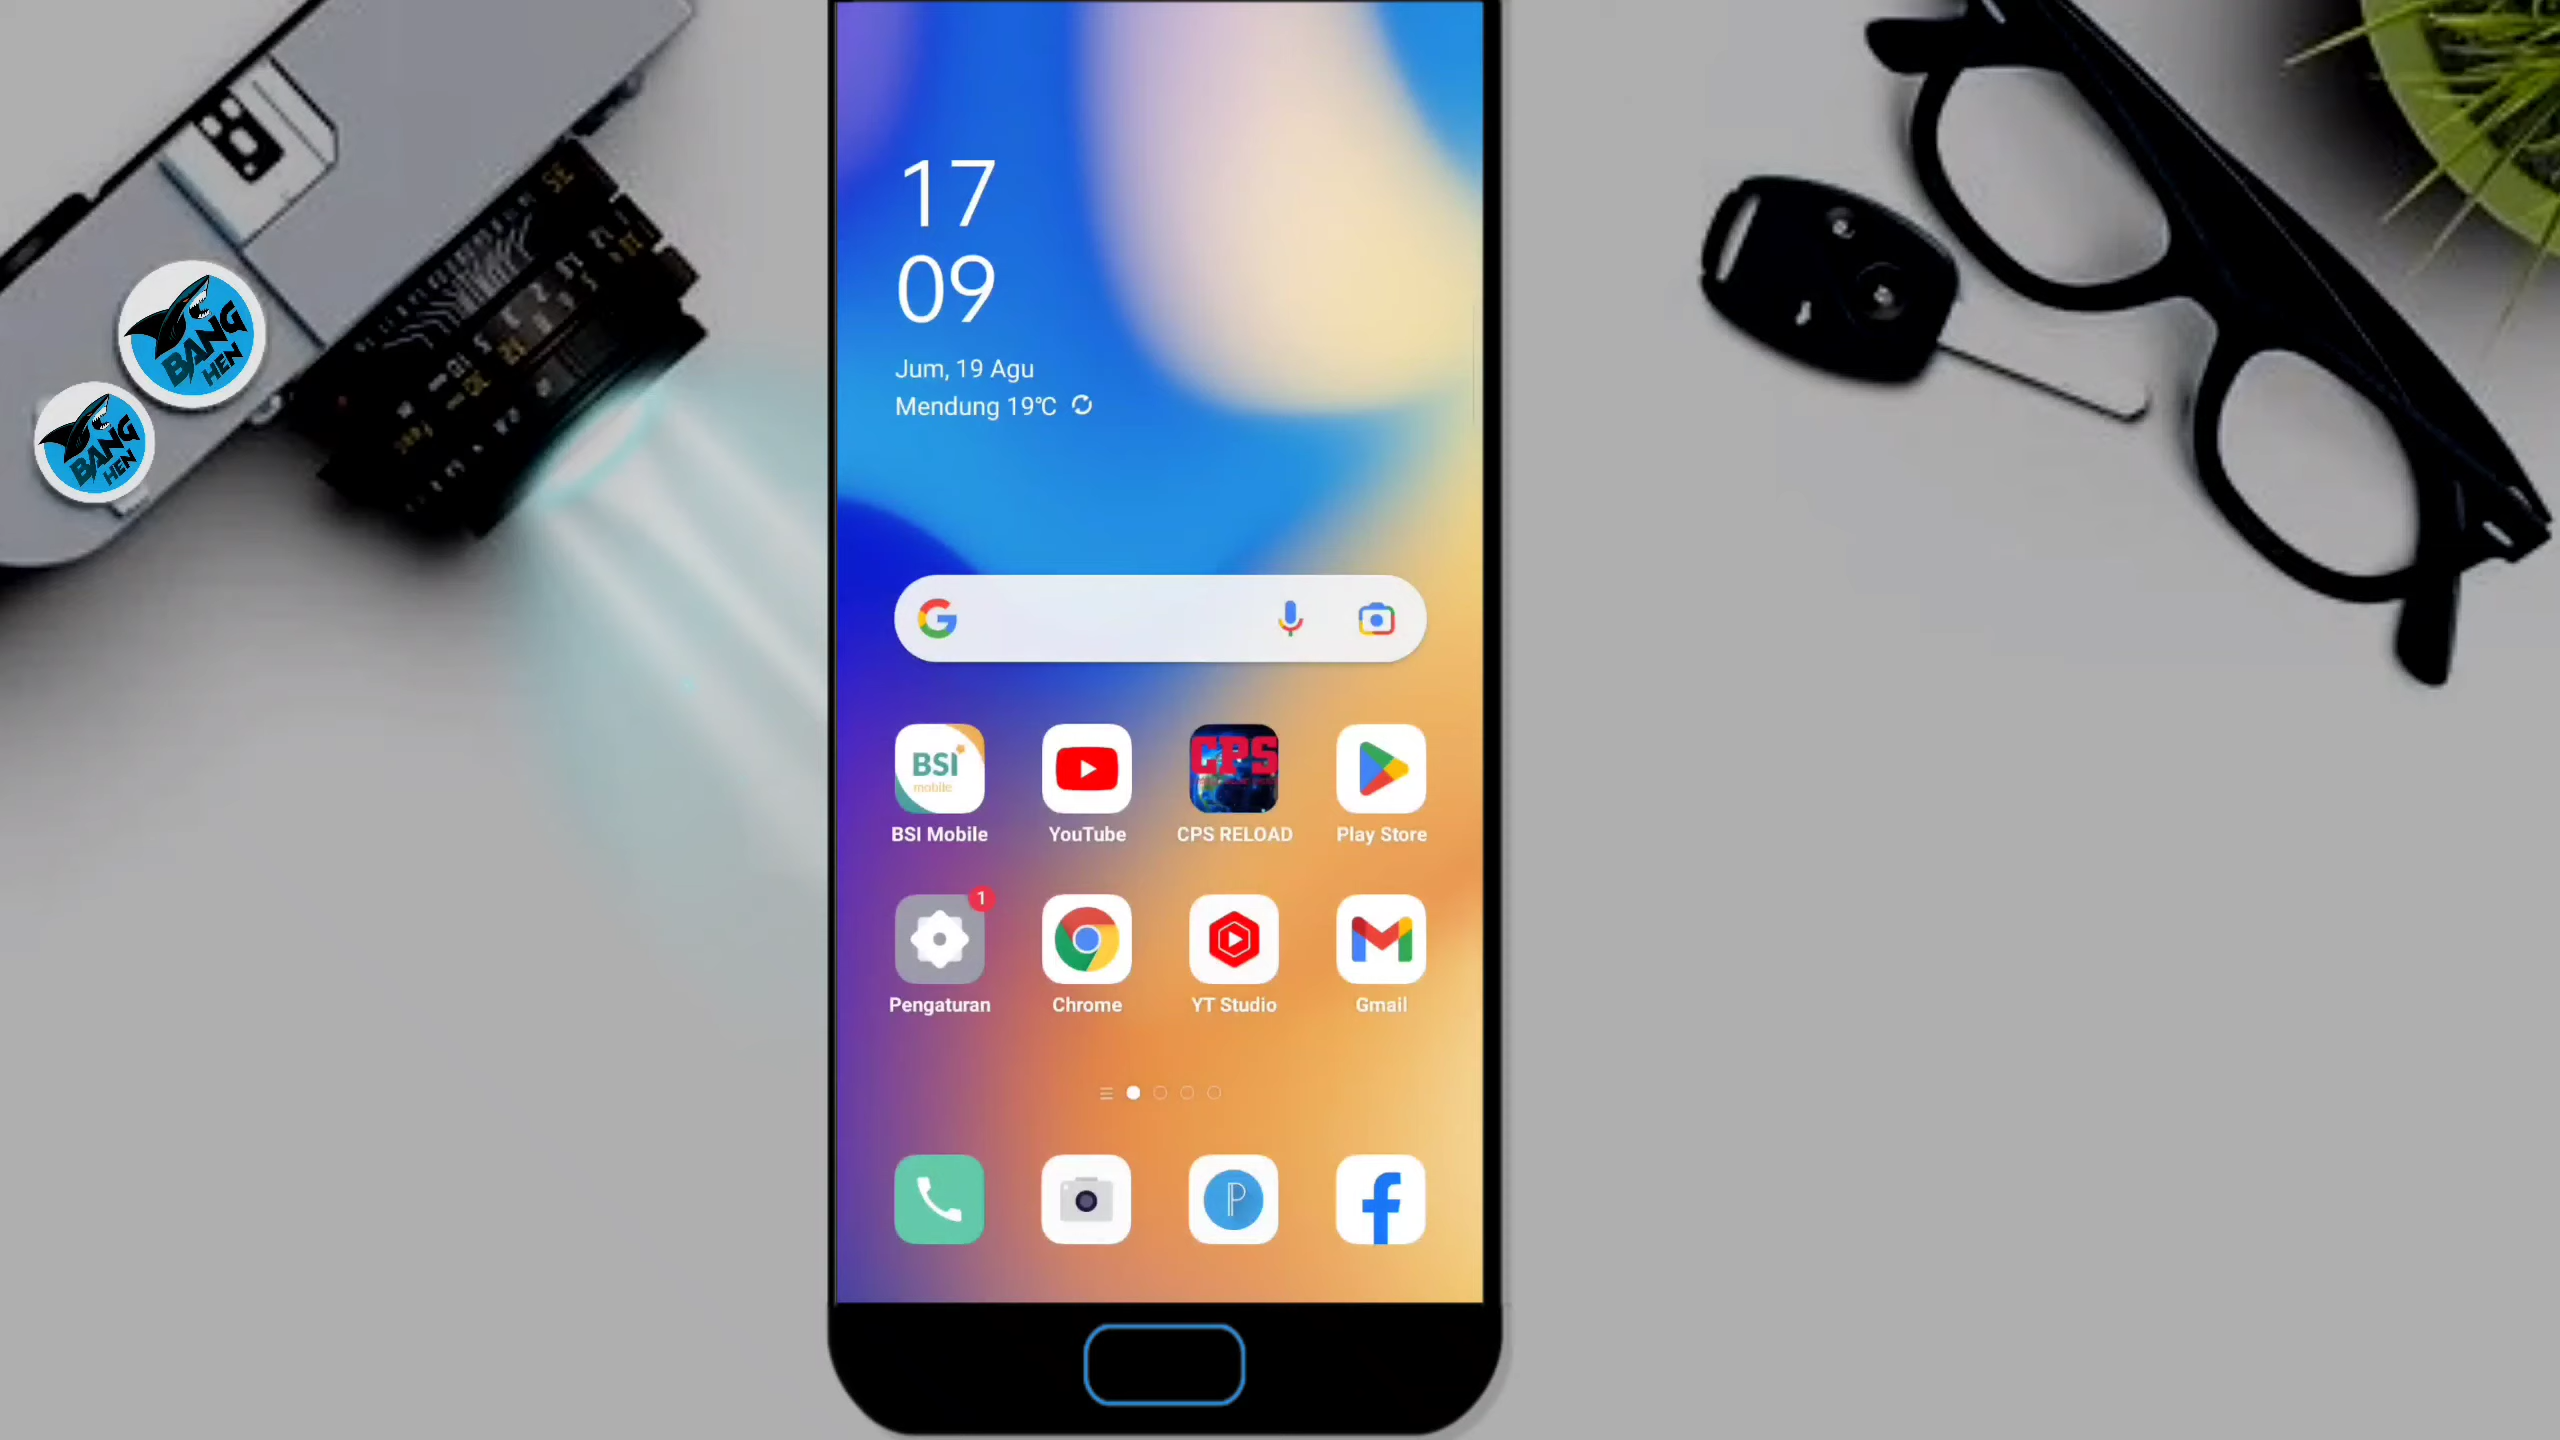 17
09
Jum, 19 Agu
Mendung 19°C
BANG
HEN
BANG
HEN
BSI
mobile
CPS
BSI Mobile
YouTube
CPS RELOAD
Play Store
1
Pengaturan
Chrome
YT Studio
Gmail